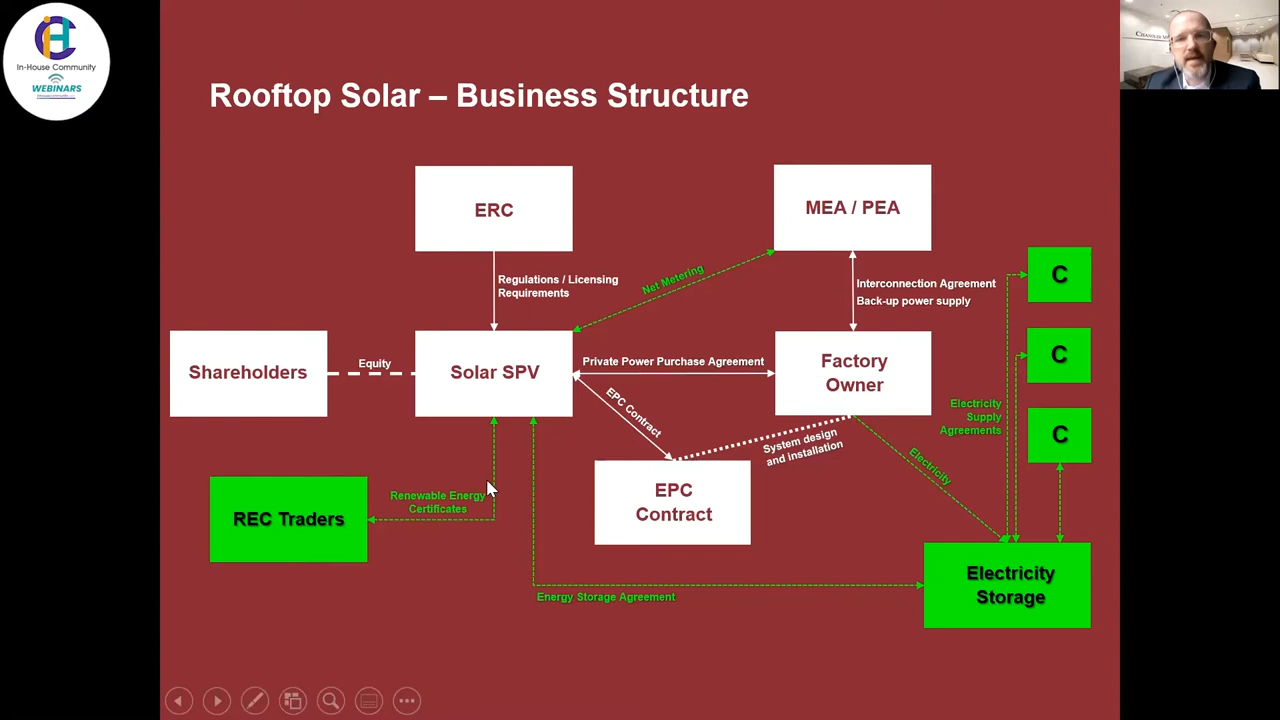 In-House Community
WEBINARS
Rooftop Solar – Business Structure
ERC
MEA / PEA
Regulations / Licensing
Requirements
Net Metering
Interconnection Agreement
Back-up power supply
C
C
C
Shareholders
Equity
Solar SPV
Private Power Purchase Agreement
Factory
Owner
EPC Contract
System design
and installation
Electricity
Supply
Agreements
Electricity
REC Traders
Renewable Energy
Certificates
EPC
Contract
Electricity
Storage
Energy Storage Agreement